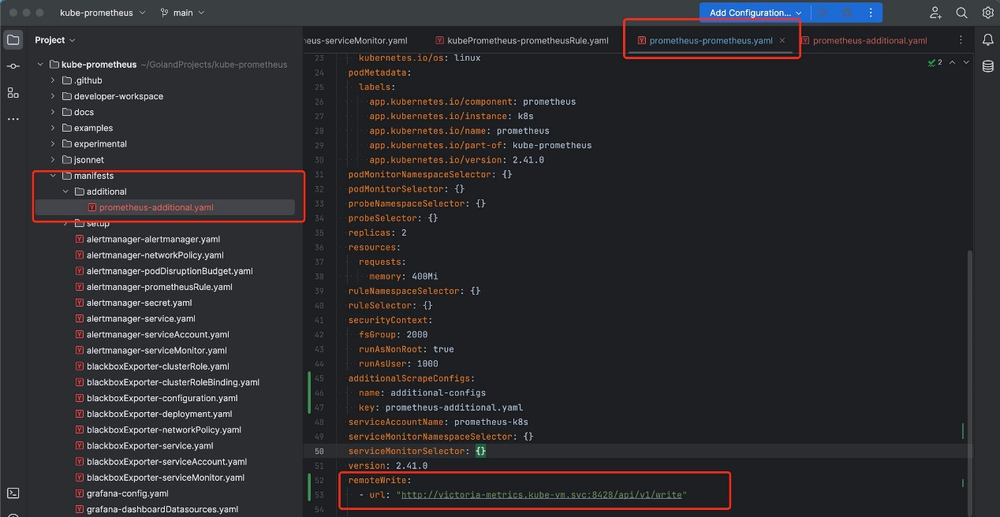 kube-prometheus main
Add Configuration...
Project
kube-prometheus ~/GolandProjects/kube-prometheus
.github
developer-workspace
docs
examples
experimental
jsonnet
manifests
additional
prometheus-additional.yaml
setup
alertmanager-alertmanager.yaml
alertmanager-networkPolicy.yaml
alertmanager-podDisruptionBudget.yaml
alertmanager-prometheusRule.yaml
alertmanager-secret.yaml
alertmanager-service.yaml
alertmanager-serviceAccount.yaml
alertmanager-serviceMonitor.yaml
blackboxExporter-clusterRole.yaml
blackboxExporter-clusterRoleBinding.yaml
blackboxExporter-configuration.yaml
blackboxExporter-deployment.yaml
blackboxExporter-networkPolicy.yaml
blackboxExporter-service.yaml
blackboxExporter-serviceAccount.yaml
blackboxExporter-serviceMonitor.yaml
grafana-config.yaml
grafana-dashboardDatasources.yaml
eus-serviceMonitor.yaml kubePrometheus-prometheusRule.yaml prometheus-prometheus.yaml prometheus-additional.yaml
2
23 kubernetes.io/os: linux
24 podMetadata:
25 labels:
26 app.kubernetes.io/component: prometheus
27 app.kubernetes.io/instance: k8s
28 app.kubernetes.io/name: prometheus
29 app.kubernetes.io/part-of: kube-prometheus
30 app.kubernetes.io/version: 2.41.0
31 podMonitorNamespaceSelector: {}
32 podMonitorSelector: {}
33 probeNamespaceSelector: {}
34 probeSelector: {}
35 replicas: 2
36 resources:
37 requests:
38 memory: 400Mi
39 ruleNamespaceSelector: {}
40 ruleSelector: {}
41 securityContext:
42 fsGroup: 2000
43 runAsNonRoot: true
44 runAsUser: 1000
45 additionalScrapeConfigs:
46 name: additional-configs
47 key: prometheus-additional.yaml
48 serviceAccountName: prometheus-k8s
49 serviceMonitorNamespaceSelector: {}
50 serviceMonitorSelector: {}
51 version: 2.41.0
52 remoteWrite:
53 - url: "http://victoria-metrics.kube-vm.svc:8428/api/v1/write"
54